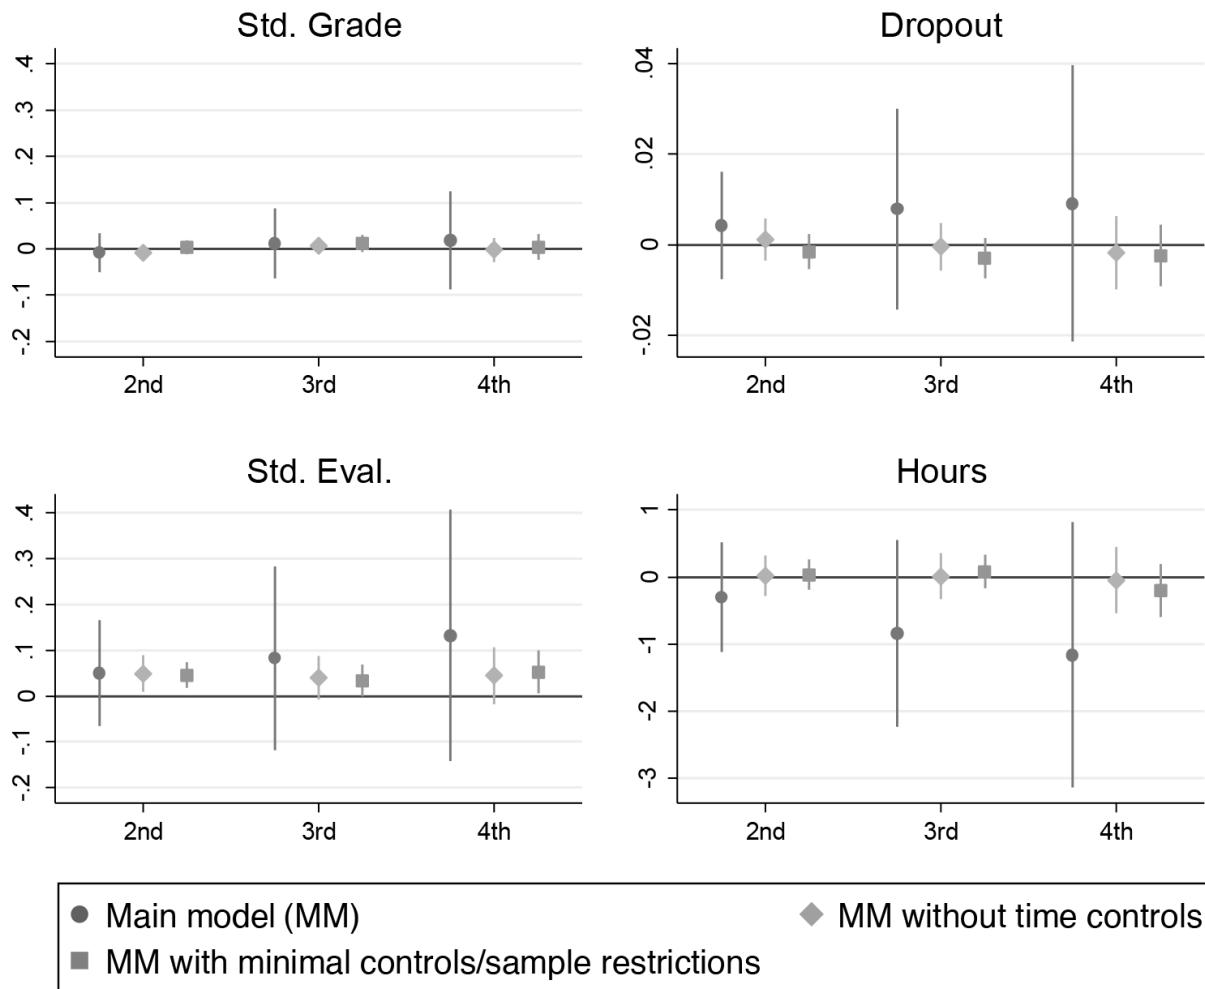 Std. Grade
.4
.3
.2
.1
0
-.1
-.2
2nd 3rd 4th
Dropout
.04
.02
0
-.02
2nd 3rd 4th
Std. Eval.
.4
.3
.2
.1
0
-.1
-.2
2nd 3rd 4th
Hours
1
0
-1
-2
-3
2nd 3rd 4th
Main model (MM)
MM without time controls
MM with minimal controls/sample restrictions